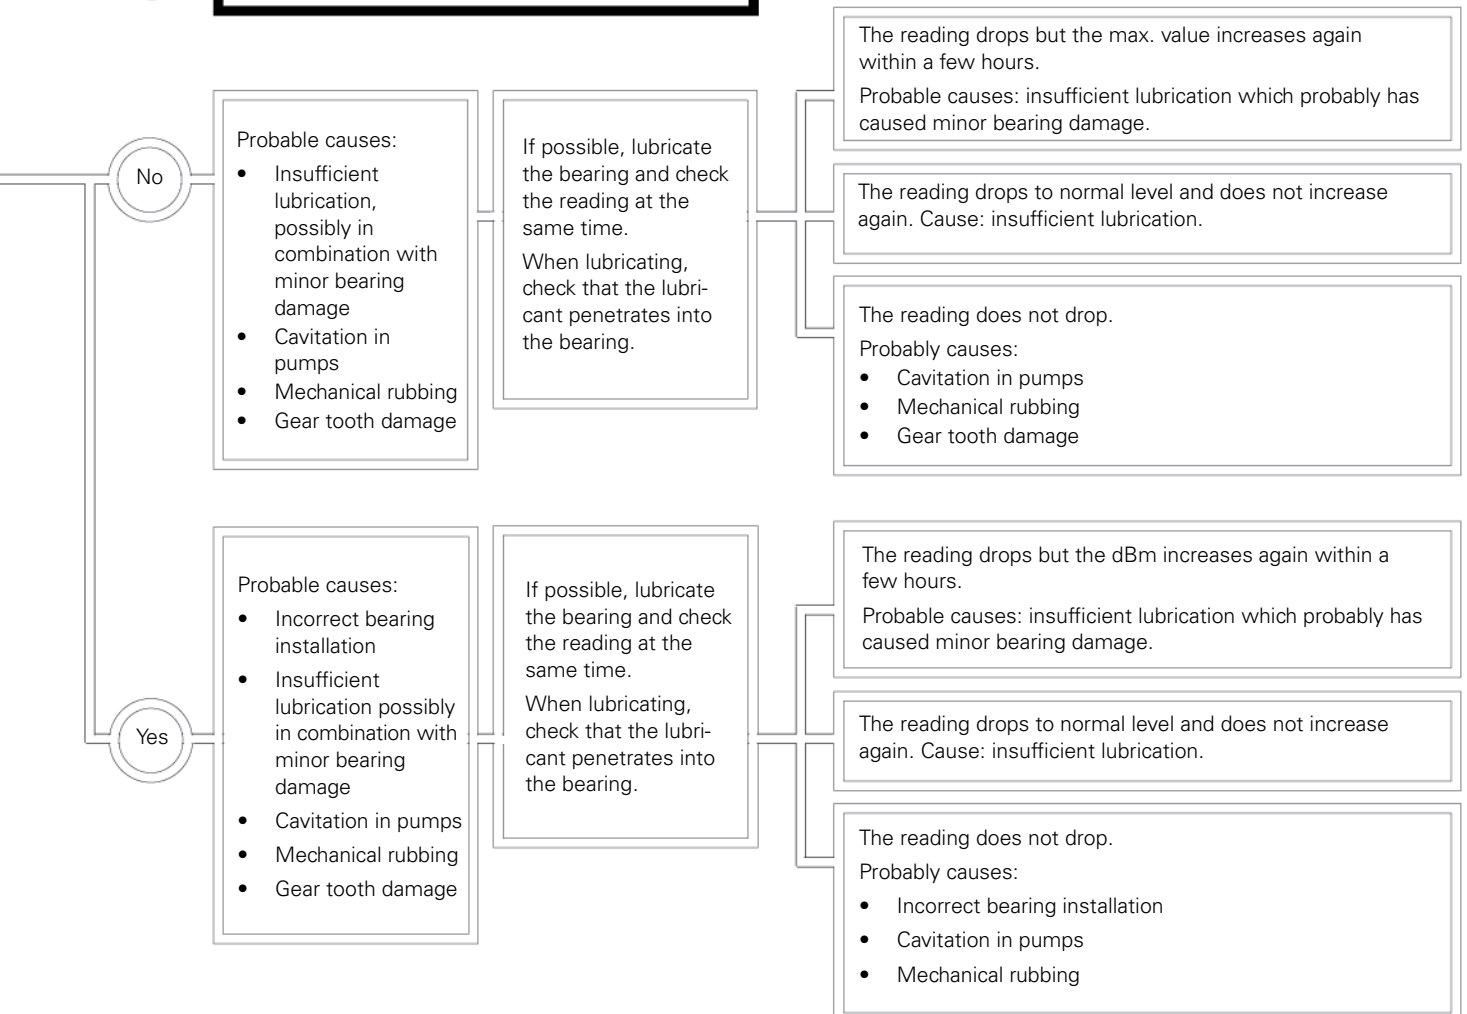 No
Probable causes:
• Insufficient
lubrication,
possibly in
combination with
minor bearing
damage
• Cavitation in
pumps
• Mechanical rubbing
• Gear tooth damage
If possible, lubricate
the bearing and check
the reading at the
same time.
When lubricating,
check that the lubri-
cant penetrates into
the bearing.
The reading drops but the max. value increases again
within a few hours.
Probable causes: insufficient lubrication which probably has
caused minor bearing damage.
The reading drops to normal level and does not increase
again. Cause: insufficient lubrication.
The reading does not drop.
Probably causes:
• Cavitation in pumps
• Mechanical rubbing
• Gear tooth damage
Yes
Probable causes:
• Incorrect bearing
installation
• Insufficient
lubrication possibly
in combination with
minor bearing
damage
• Cavitation in pumps
• Mechanical rubbing
• Gear tooth damage
If possible, lubricate
the bearing and check
the reading at the
same time.
When lubricating,
check that the lubri-
cant penetrates into
the bearing.
The reading drops but the dBm increases again within a
few hours.
Probable causes: insufficient lubrication which probably has
caused minor bearing damage.
The reading drops to normal level and does not increase
again. Cause: insufficient lubrication.
The reading does not drop.
Probably causes:
• Incorrect bearing installation
• Cavitation in pumps
• Mechanical rubbing